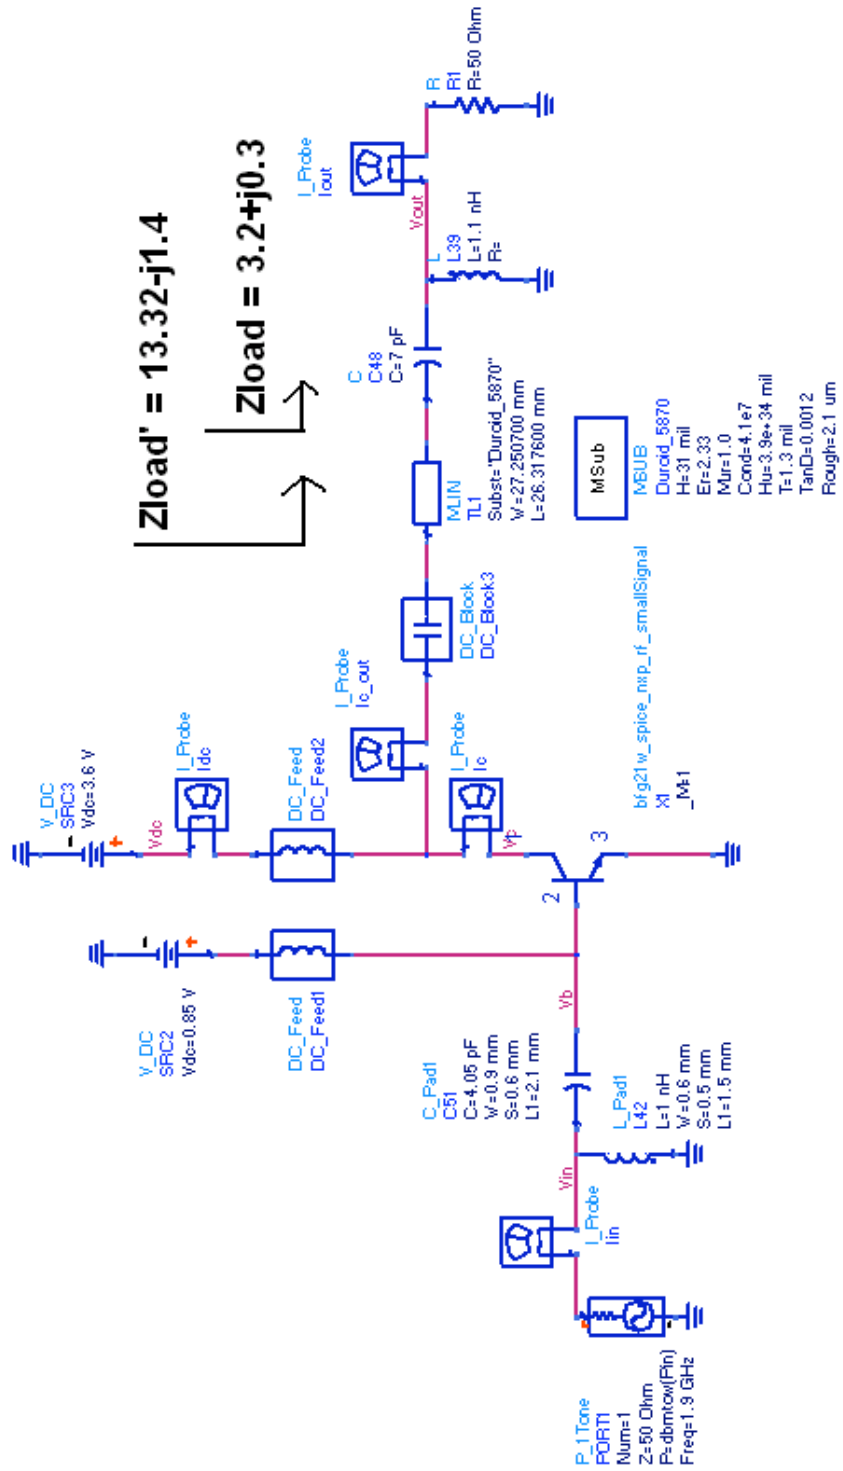 Zload' = 13.32-j1.4
Zload = 3.2+j0.3
V_DC
SRC3
Vdc=3.6 V
-
+
Vdc
I_Probe
Idc
DC_Feed
DC_Feed2
V_DC
SRC2
Vdc=0.85 V
-
+
DC_Feed
DC_Feed1
I_Probe
Ic_out
I_Probe
Ic
DC_Block
DC_Block3
MLIN
TL1
Subst="Duroid_5870"
W=27.250700 mm
L=26.317600 mm
C
C48
C=7 pF
Vout
L
L39
L=1.1 nH
R=
I_Probe
Iout
R
R1
R=50 Ohm
P_1Tone
PORT1
Num=1
Z=50 Ohm
P=dbmtow(Pin)
Freq=1.9 GHz
I_Probe
Iin
Vin
L_Pad1
L42
L=1 nH
W=0.6 mm
S=0.5 mm
L1=1.5 mm
C_Pad1
C51
C=4.05 pF
W=0.9 mm
S=0.6 mm
L1=2.1 mm
Vb
2
3
bfg21w_spice_nxp_rf_smallSignal
X1
_M=1
MSub
MSUB
Duroid_5870
H=31 mil
Er=2.33
Mur=1.0
Cond=4.1e7
Hu=3.9e+34 mil
T=1.3 mil
TanD=0.0012
Rough=2.1 um